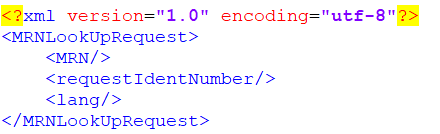 <?xml version="1.0" encoding="utf-8"?>
<MRNLookUpRequest>
    <MRN/>
    <requestIdentNumber/>
    <lang/>
</MRNLookUpRequest>